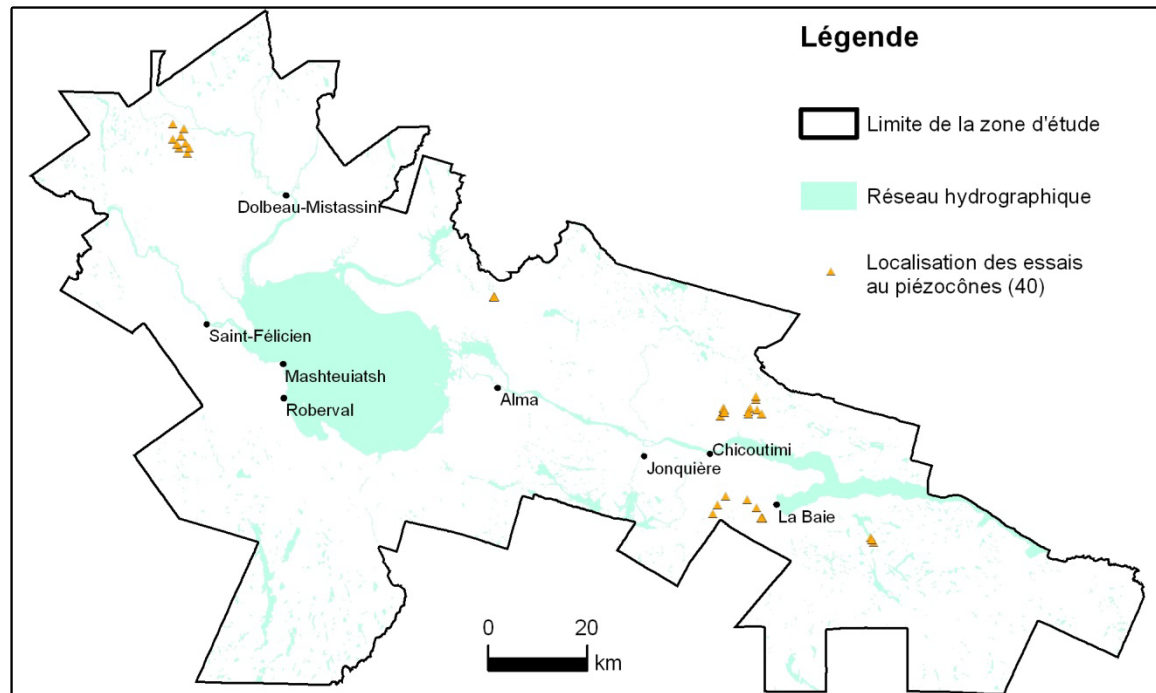 Légende
Limite de la zone d'étude
Réseau hydrographique
Localisation des essais
au piézocônes (40)
Dolbeau-Mistassini
Saint-Félicien
Mashteuiatsh
Roberval
Alma
Chicoutimi
Jonquière
La Baie
0 20
km